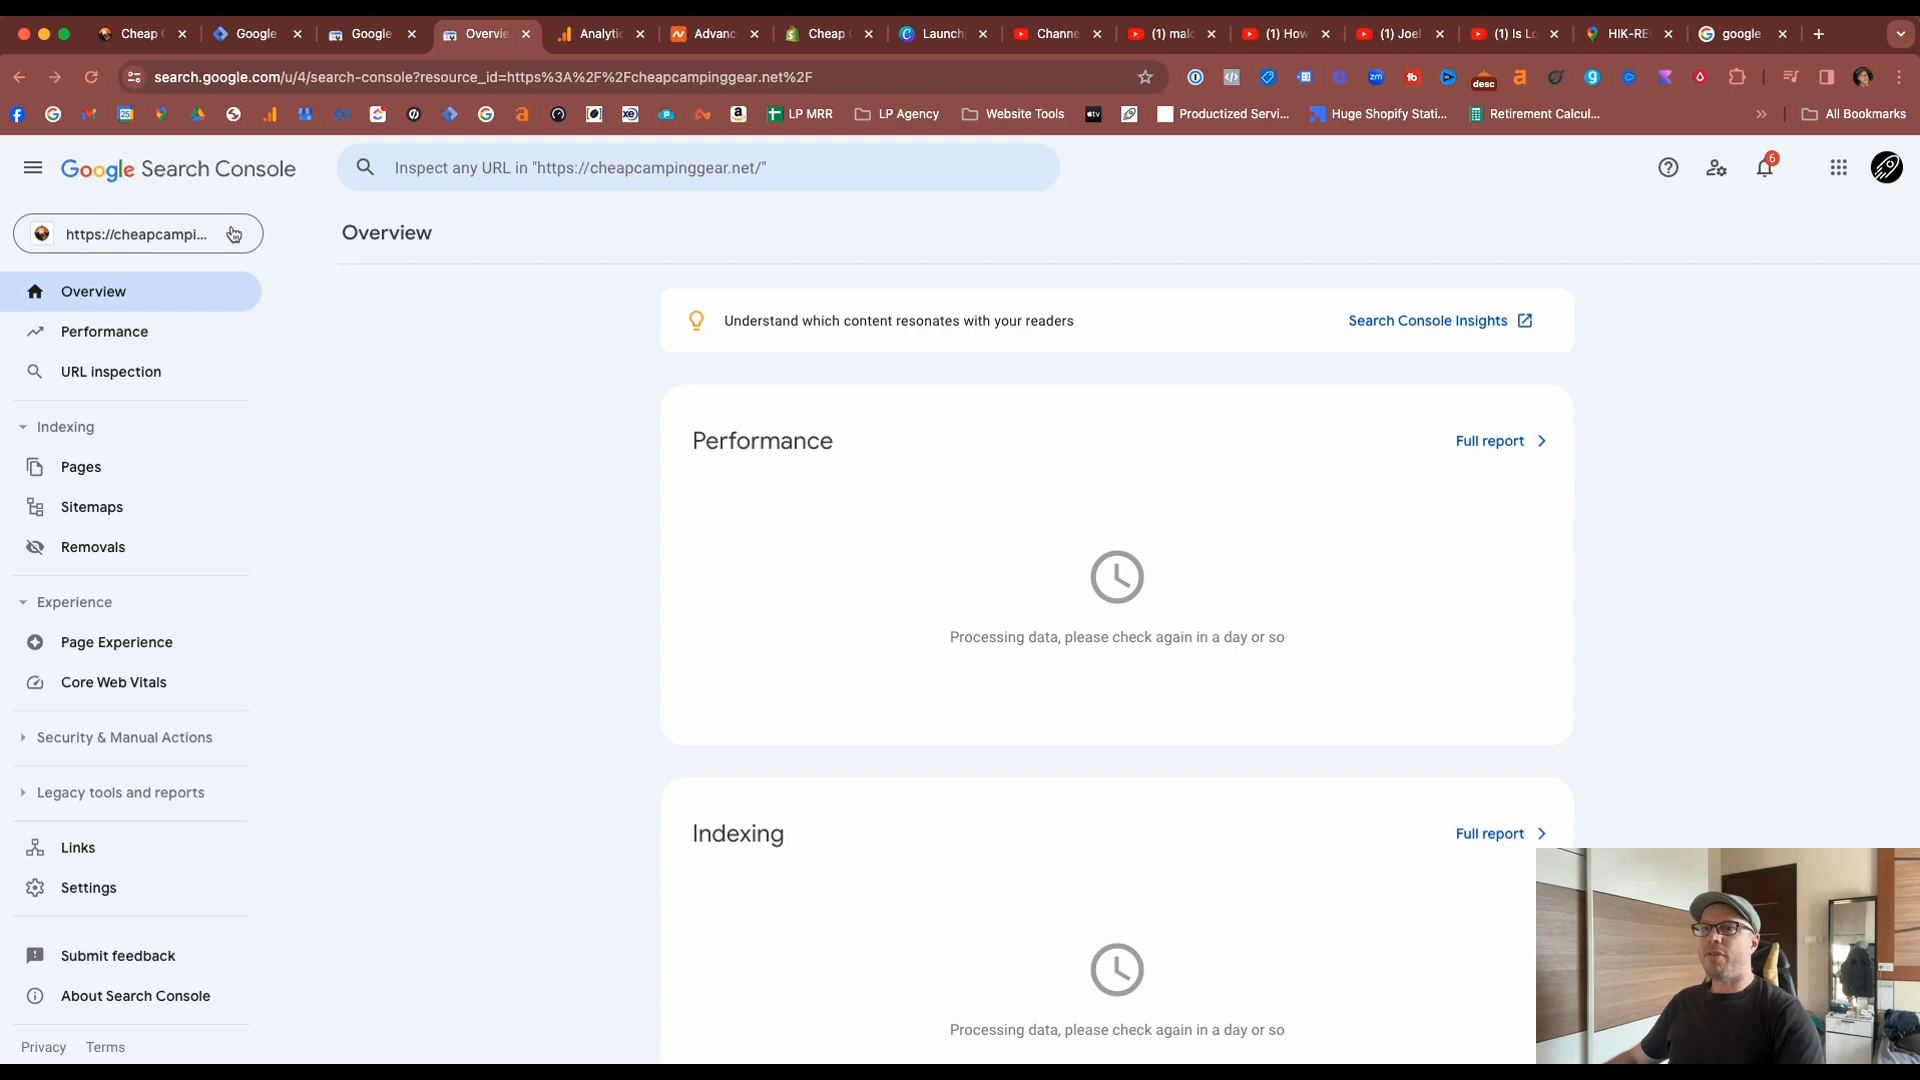 Cheap
Google
Google
Overvie
Analytic
Advanc
Cheap
Launch
Channe
(1) malc
(1) How
(1) Joel
(1) Is Lo
HIK-RE
google
search.google.com/u/4/search-console?resource_id=https%3A%2F%2Fcheapcampinggear.net%2F
desc
LP MRR
LP Agency
Website Tools
Productized Servi...
Huge Shopify Stati...
Retirement Calcul...
All Bookmarks
Google Search Console
Inspect any URL in "https://cheapcampinggear.net/"
6
https://cheapcampi...
Overview
Overview
Performance
URL inspection
Indexing
Pages
Sitemaps
Removals
Experience
Page Experience
Core Web Vitals
Security & Manual Actions
Legacy tools and reports
Links
Settings
Submit feedback
About Search Console
Privacy
Terms
Understand which content resonates with your readers
Search Console Insights
Performance
Full report
Processing data, please check again in a day or so
Indexing
Full report
Processing data, please check again in a day or so